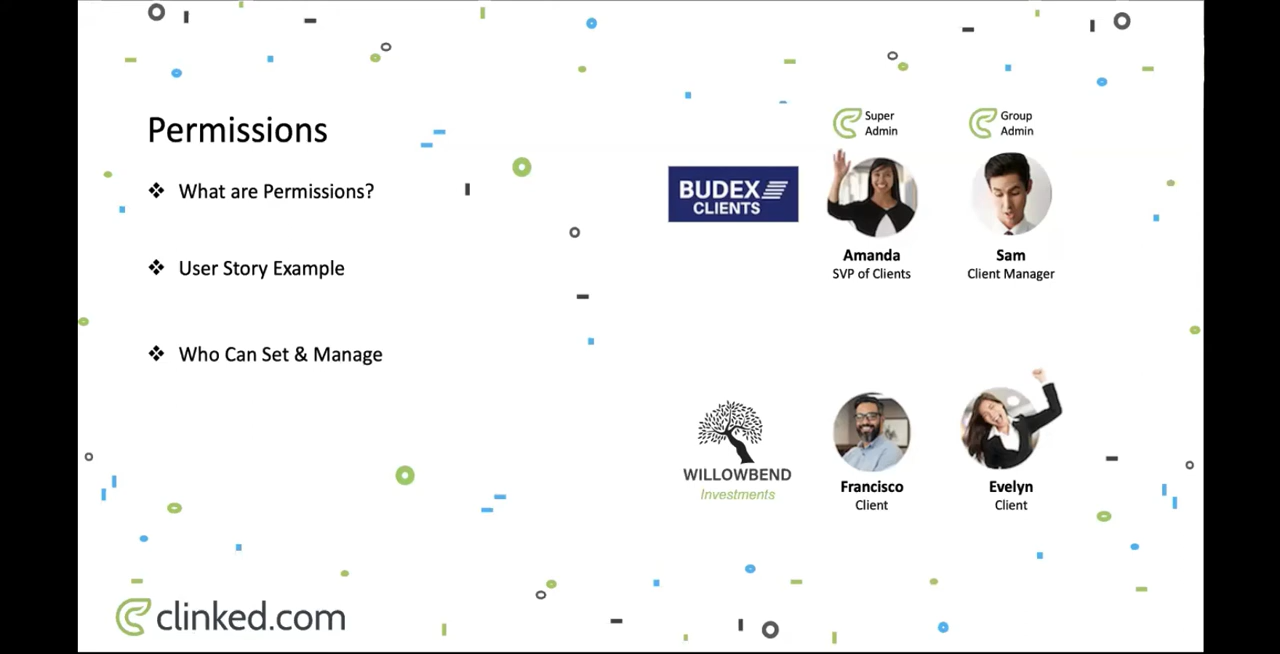 Permissions
❖ What are Permissions?
❖ User Story Example
❖ Who Can Set & Manage
Super
Admin
Group
Admin
BUDEX
CLIENTS
Amanda
SVP of Clients
Sam
Client Manager
WILLOWBEND
Investments
Francisco
Client
Evelyn
Client
clinked.com